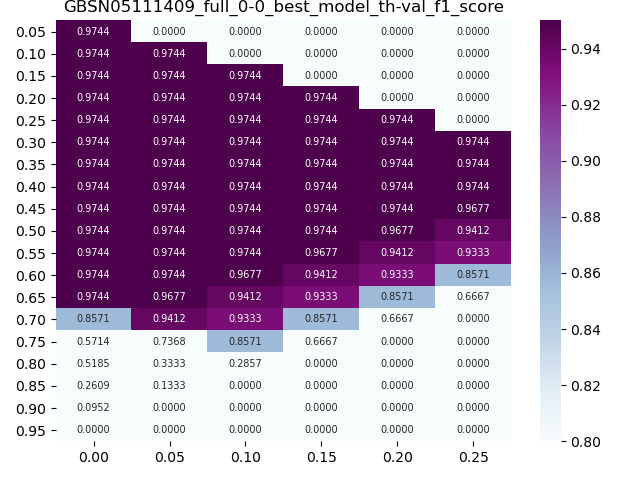 GBSN05111409_full_0-0_best_model_th-val_f1_score
0.05 0.9744 0.0000 0.0000 0.0000 0.0000 0.0000
0.10 0.9744 0.9744 0.0000 0.0000 0.0000 0.0000
0.15 0.9744 0.9744 0.9744 0.0000 0.0000 0.0000
0.20 0.9744 0.9744 0.9744 0.9744 0.0000 0.0000
0.25 0.9744 0.9744 0.9744 0.9744 0.9744 0.0000
0.30 0.9744 0.9744 0.9744 0.9744 0.9744 0.9744
0.35 0.9744 0.9744 0.9744 0.9744 0.9744 0.9744
0.40 0.9744 0.9744 0.9744 0.9744 0.9744 0.9744
0.45 0.9744 0.9744 0.9744 0.9744 0.9744 0.9677
0.50 0.9744 0.9744 0.9744 0.9744 0.9677 0.9412
0.55 0.9744 0.9744 0.9744 0.9677 0.9412 0.9333
0.60 0.9744 0.9744 0.9677 0.9412 0.9333 0.8571
0.65 0.9744 0.9677 0.9412 0.9333 0.8571 0.6667
0.70 0.8571 0.9412 0.9333 0.8571 0.6667 0.0000
0.75 0.5714 0.7368 0.8571 0.6667 0.0000 0.0000
0.80 0.5185 0.3333 0.2857 0.0000 0.0000 0.0000
0.85 0.2609 0.1333 0.0000 0.0000 0.0000 0.0000
0.90 0.0952 0.0000 0.0000 0.0000 0.0000 0.0000
0.95 0.0000 0.0000 0.0000 0.0000 0.0000 0.0000
0.00 0.05 0.10 0.15 0.20 0.25
0.94
0.92
0.90
0.88
0.86
0.84
0.82
0.80